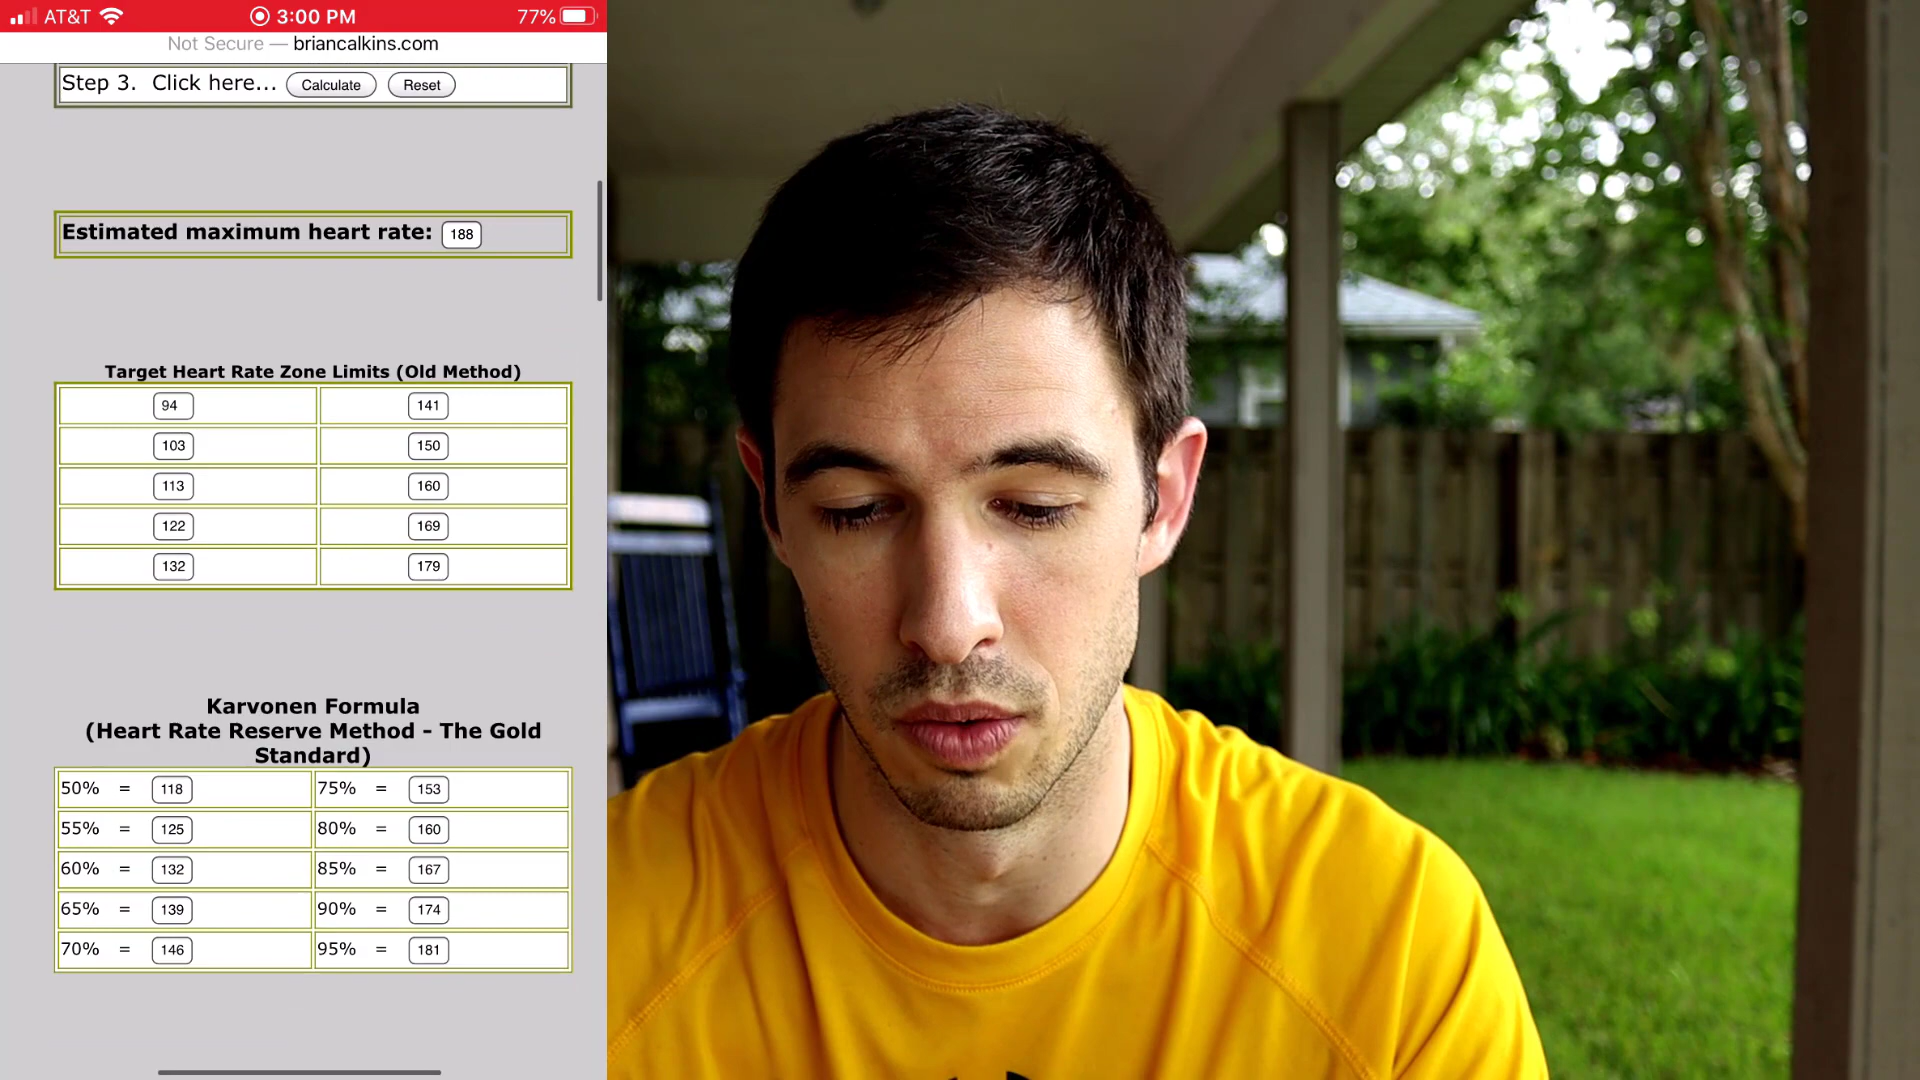 AT&T 3:00 PM 77%
Not Secure — briancalkins.com
Step 3. Click here... Calculate Reset
Estimated maximum heart rate: 188
Target Heart Rate Zone Limits (Old Method)
94 141
103 150
113 160
122 169
132 179
Karvonen Formula
(Heart Rate Reserve Method - The Gold
Standard)
50% = 118 75% = 153
55% = 125 80% = 160
60% = 132 85% = 167
65% = 139 90% = 174
70% = 146 95% = 181